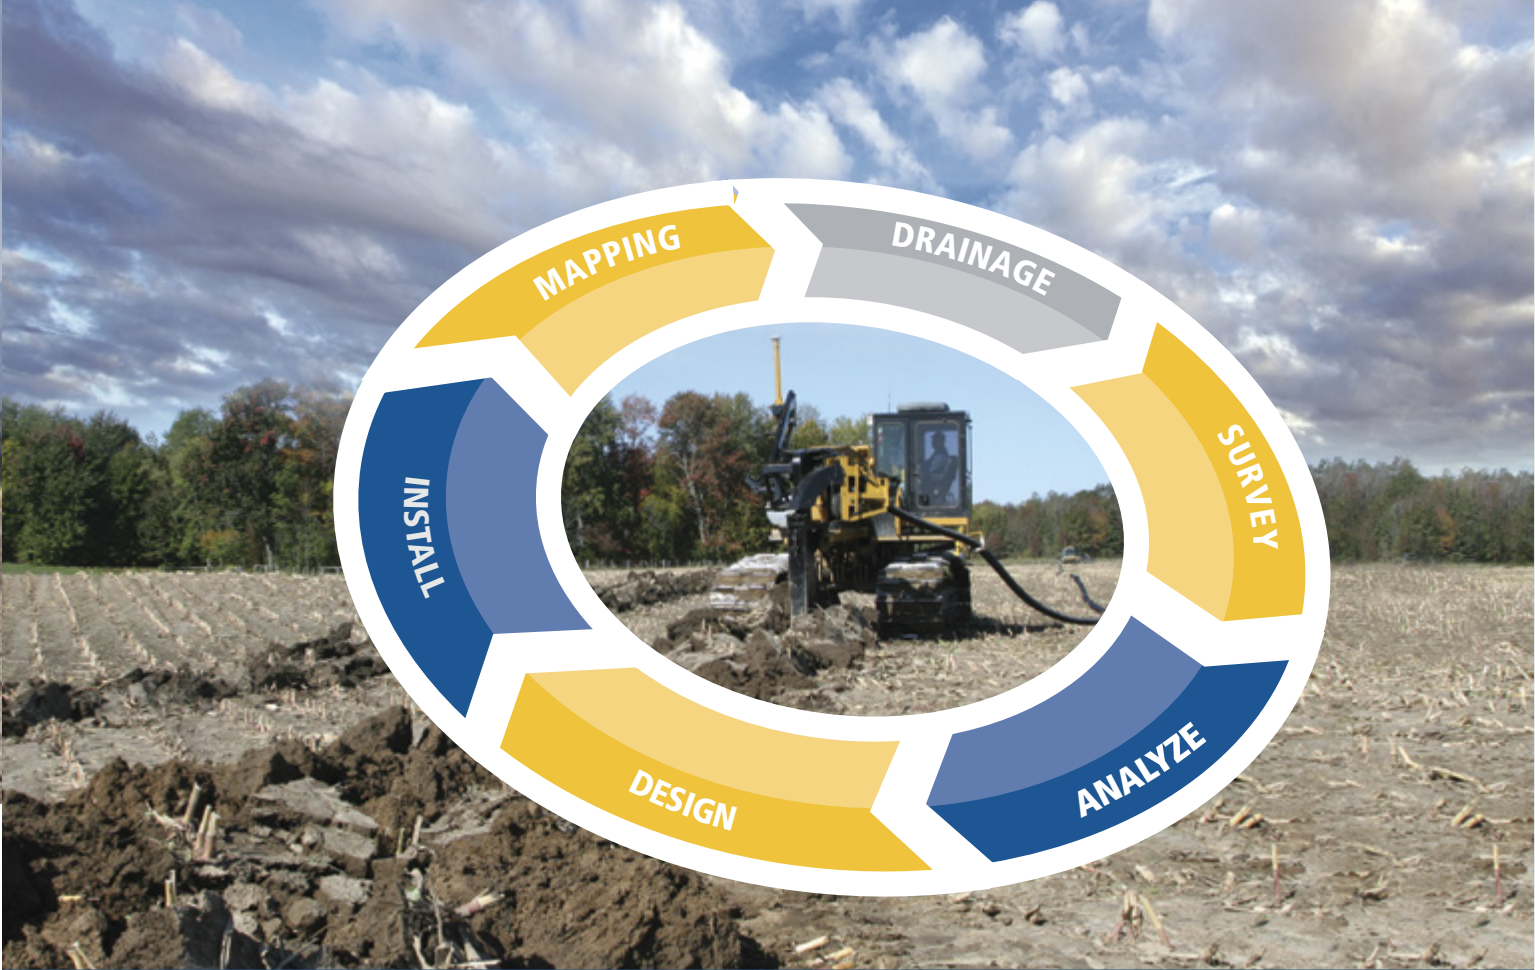 DRAINAGE
SURVEY
ANALYZE
DESIGN
INSTALL
MAPPING